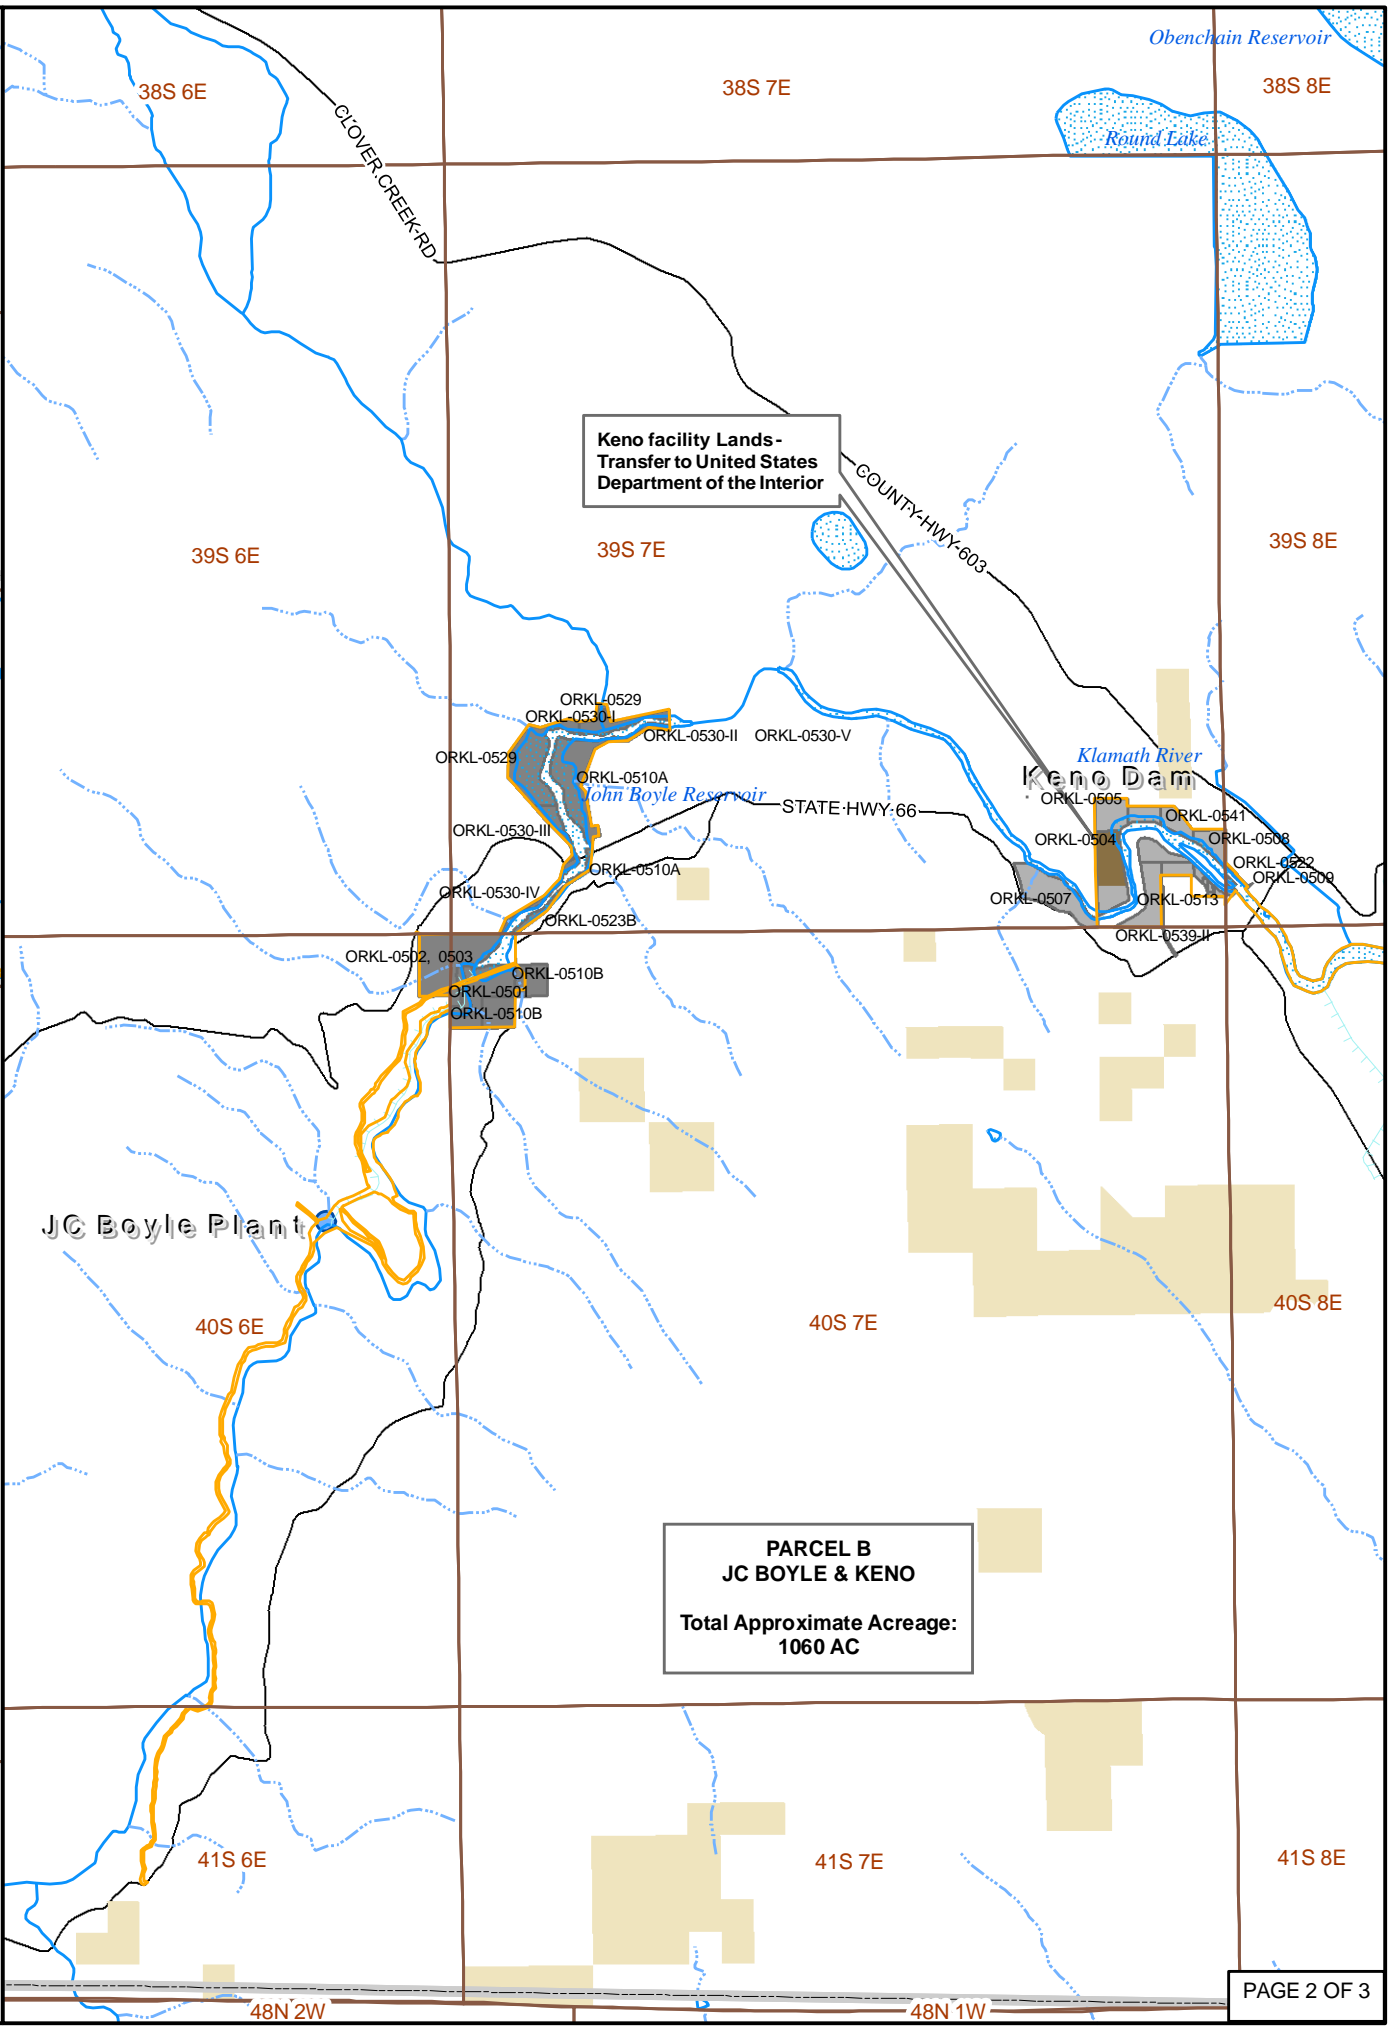 Obenchain Reservoir
38S 6E
38S 7E
38S 8E
CLOVER CREEK RD
Round Lake
Keno facility Lands -
Transfer to United States
Department of the Interior
COUNTY HWY 603
39S 6E
39S 7E
39S 8E
ORKL-0529
ORKL-0530-I
ORKL-0530-II
ORKL-0530-V
ORKL-0529
Klamath River
Keno Dam
ORKL-0510A
John Boyle Reservoir
STATE HWY 66
ORKL-0505
ORKL-0541
ORKL-0530-III
ORKL-0504
ORKL-0508
ORKL-0522
ORKL-0510A
ORKL-0509
ORKL-0530-IV
ORKL-0507
ORKL-0513
ORKL-0523B
ORKL-0539-II
ORKL-0502, 0503
ORKL-0510B
ORKL-0501
ORKL-0510B
JC Boyle Plant
40S 6E
40S 7E
40S 8E
PARCEL B
JC BOYLE & KENO
Total Approximate Acreage:
1060 AC
41S 6E
41S 7E
41S 8E
PAGE 2 OF 3
48N 2W
48N 1W